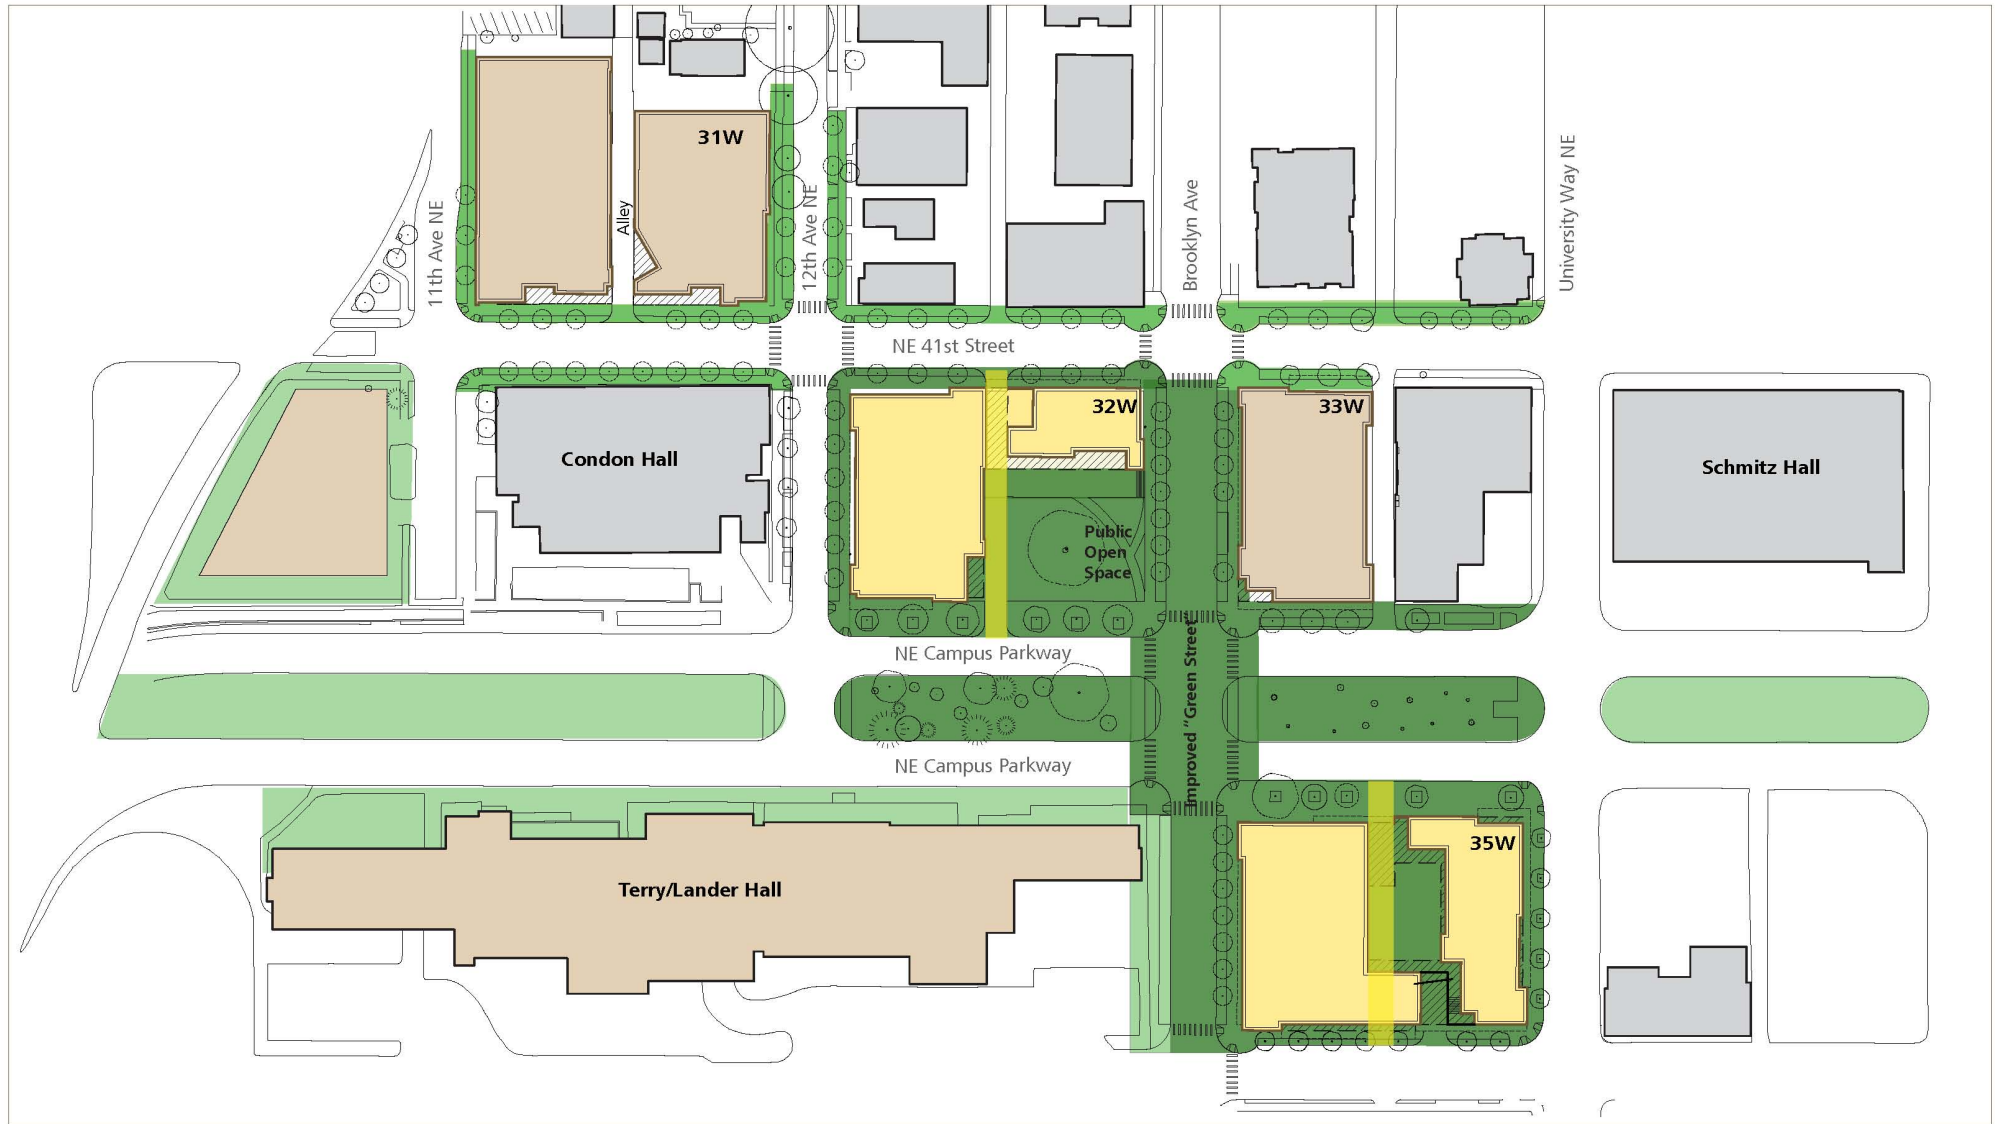 31W
Alley
11th Ave NE
12th Ave NE
Brooklyn Ave
University Way NE
NE 41st Street
32W
33W
Condon Hall
Schmitz Hall
Public
Open
Space
NE Campus Parkway
Improved “Green Street”
NE Campus Parkway
35W
Terry/Lander Hall